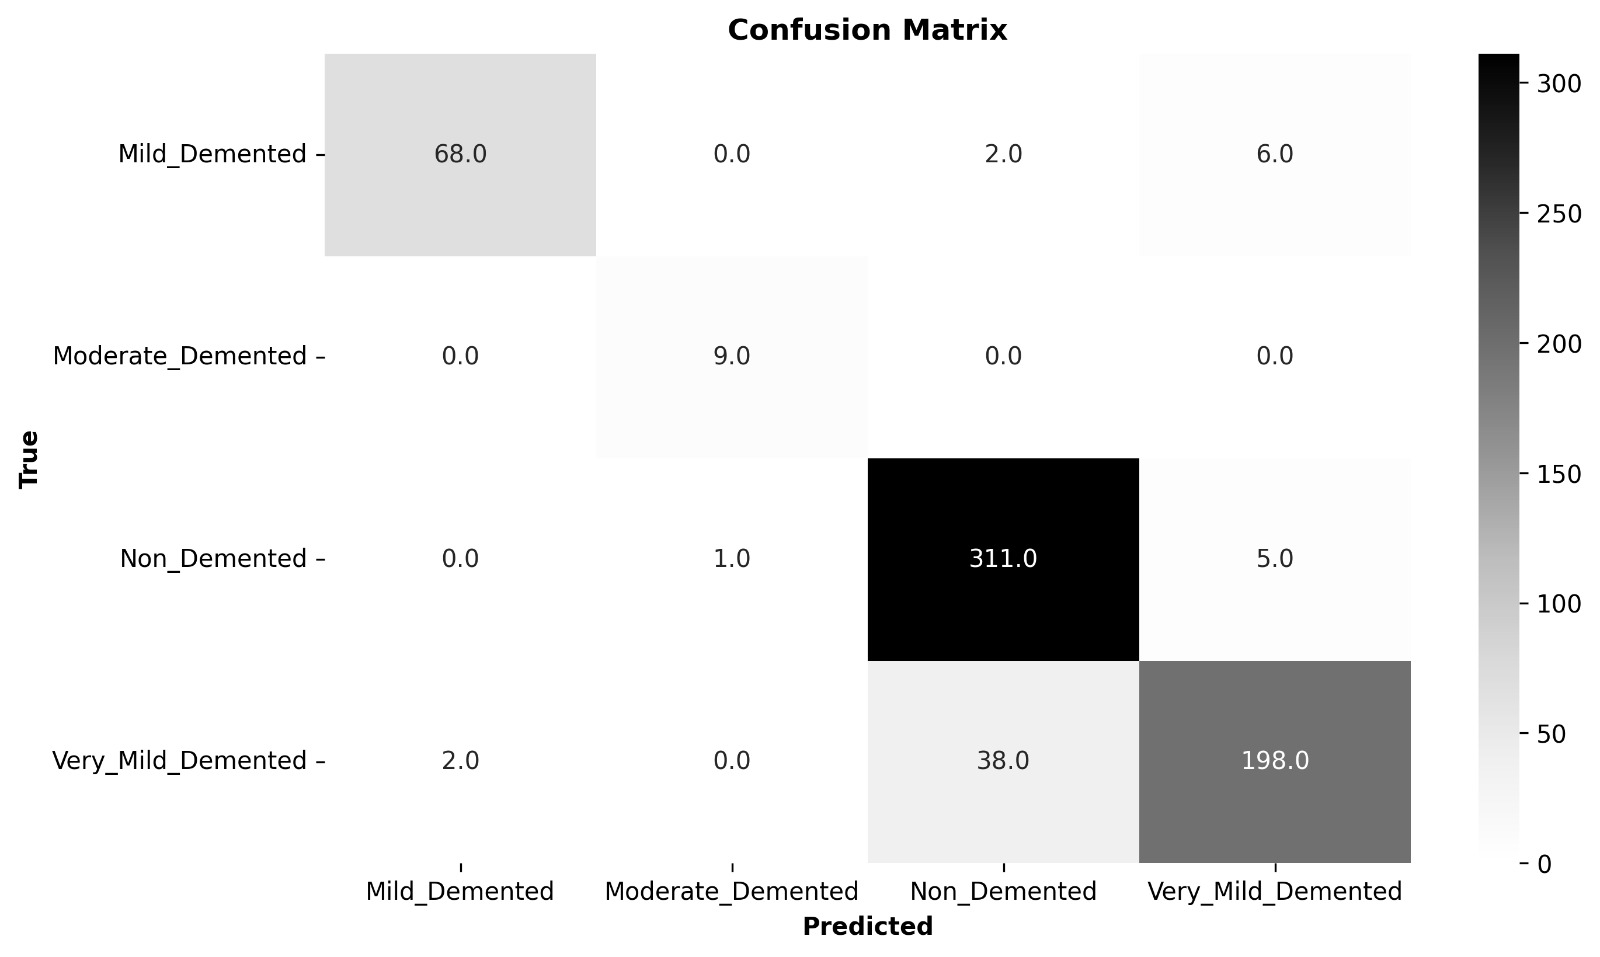 Confusion Matrix
Mild_Demented 68.0 0.0 2.0 6.0
Moderate_Demented 0.0 9.0 0.0 0.0
Non_Demented 0.0 1.0 311.0 5.0
Very_Mild_Demented 2.0 0.0 38.0 198.0
Mild_Demented Moderate_Demented Non_Demented Very_Mild_Demented
Predicted
True
300
250
200
150
100
50
0